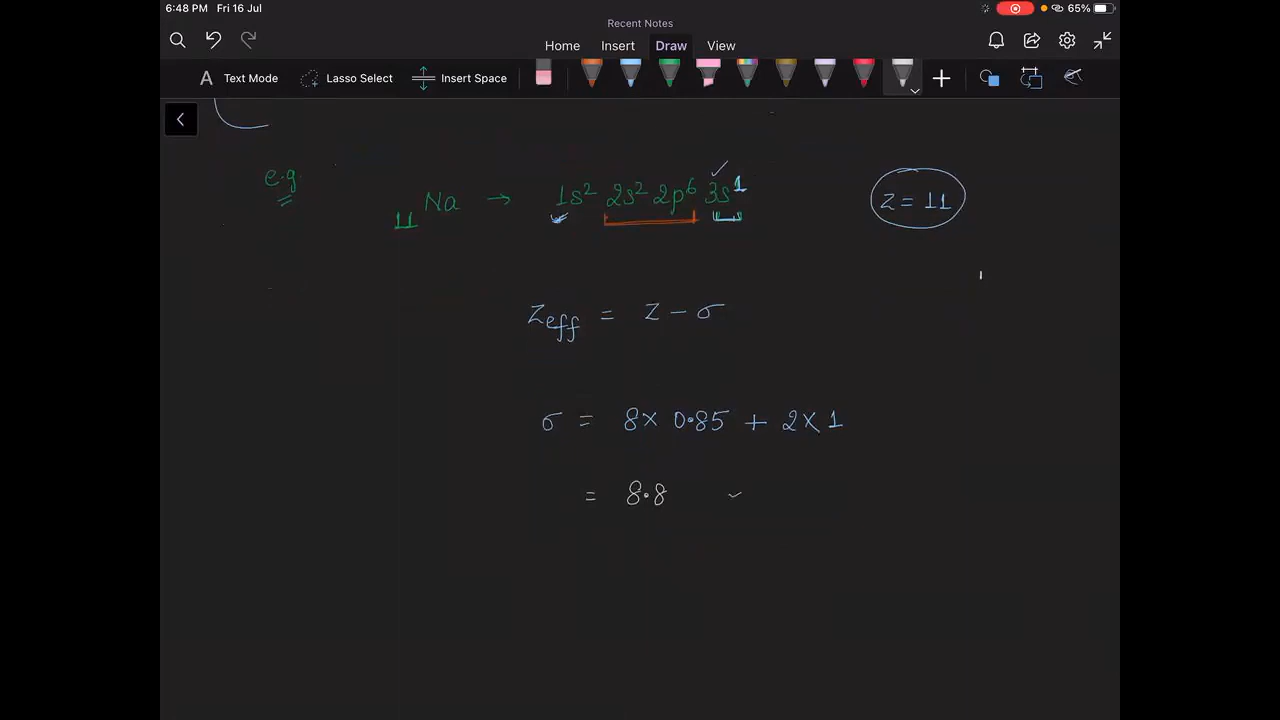 6:48 PM Fri 16 Jul 65%
Recent Notes
Home Insert Draw View
Text Mode Lasso Select Insert Space
e.g
₁₁Na → 1s² 2s² 2p⁶ 3s¹ Z = 11
Zeff = Z − σ
σ = 8× 0.85 + 2×1
= 8.8